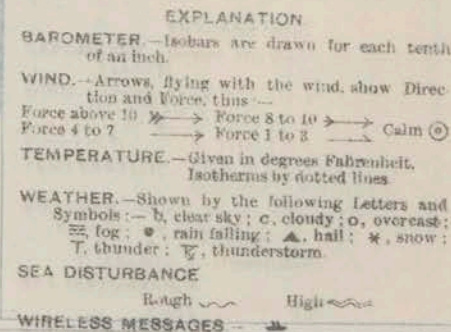 EXPLANATION
BAROMETER.—Isobars are drawn for each tenth
of an inch.
WIND.—Arrows, flying with the wind, show Direc-
tion and Force, thus :—
Force above 10 Force 8 to 10
Force 4 to 7 Force 1 to 3 Calm
TEMPERATURE.—Given in degrees Fahrenheit.
Isotherms by dotted lines
WEATHER.—Shown by the following Letters and
Symbols :— b, clear sky ; c, cloudy ; o, overcast ;
fog ; rain falling ; ▲, hail ; *, snow ;
T, thunder ; thunderstorm
SEA DISTURBANCE
Rough High
WIRELESS MESSAGES —